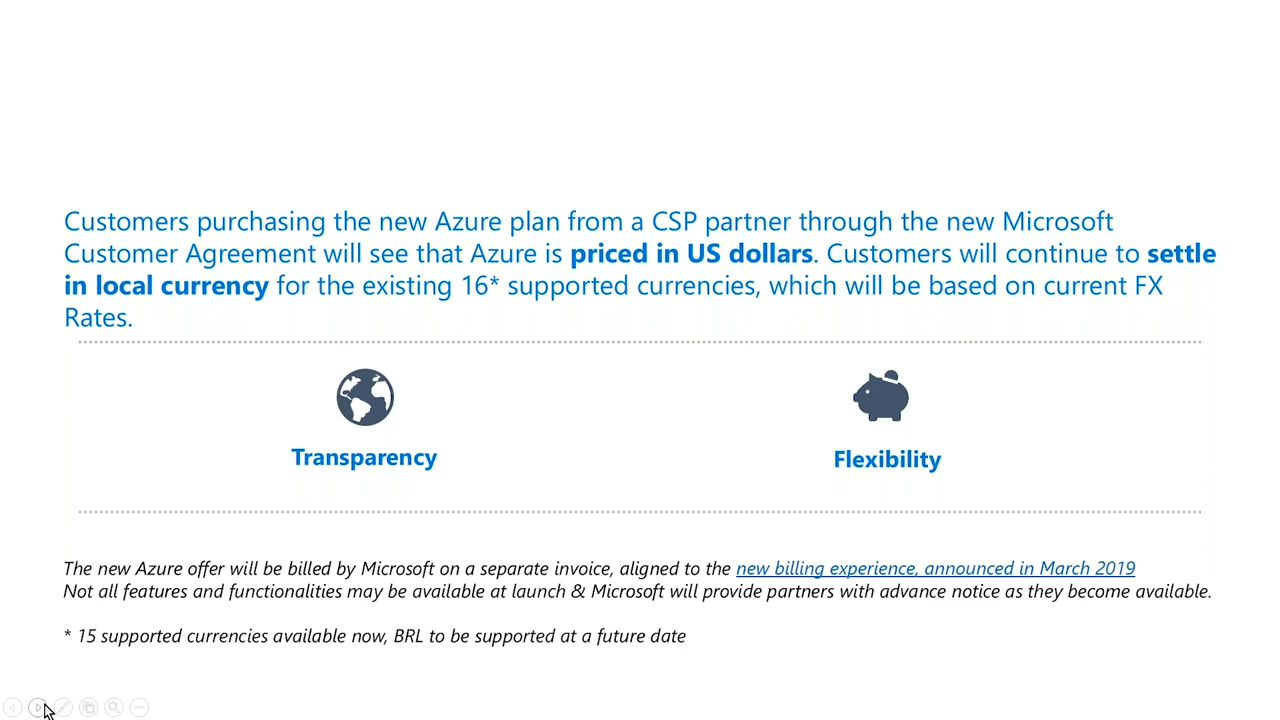 Customers purchasing the new Azure plan from a CSP partner through the new Microsoft
Customer Agreement will see that Azure is priced in US dollars. Customers will continue to settle
in local currency for the existing 16* supported currencies, which will be based on current FX
Rates.
Transparency
Flexibility
The new Azure offer will be billed by Microsoft on a separate invoice, aligned to the new billing experience, announced in March 2019
Not all features and functionalities may be available at launch & Microsoft will provide partners with advance notice as they become available.
* 15 supported currencies available now, BRL to be supported at a future date